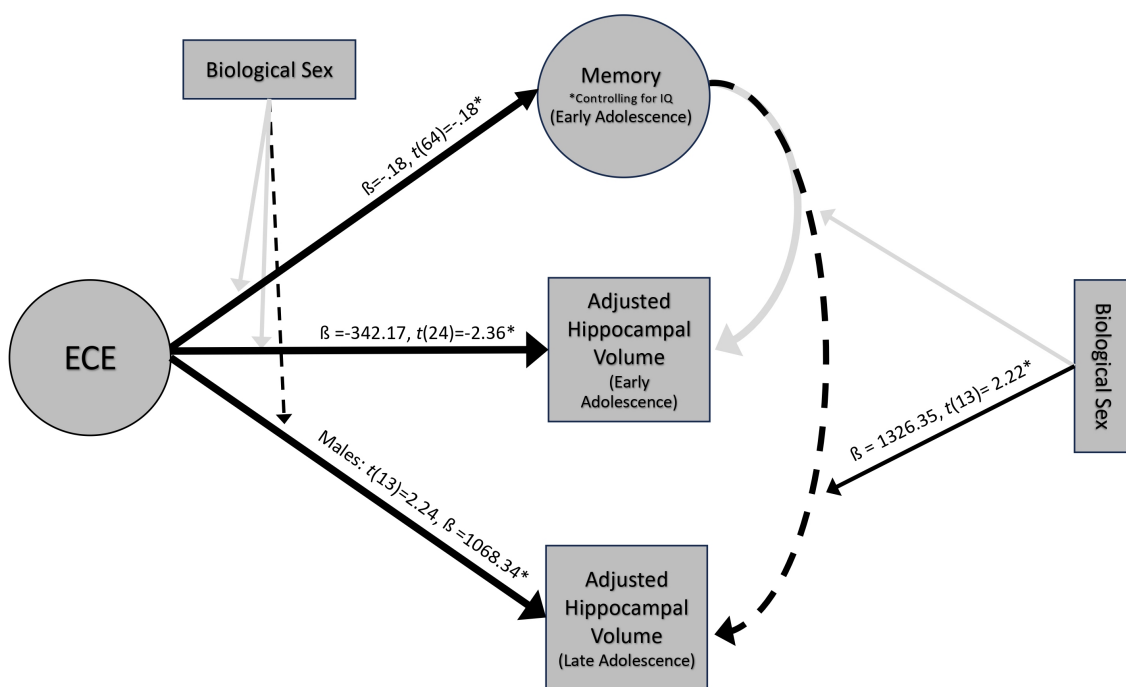 Biological Sex
Memory
*Controlling for IQ
(Early Adolescence)
ß=-.18, t(64)=-.18*
ECE
ß =-342.17, t(24)=-2.36*
Adjusted
Hippocampal
Volume
(Early
Adolescence)
Biological Sex
ß = 1326.35, t(13)= 2.22*
Males: t(13)=2.24, ß =1068.34*
Adjusted
Hippocampal
Volume
(Late Adolescence)